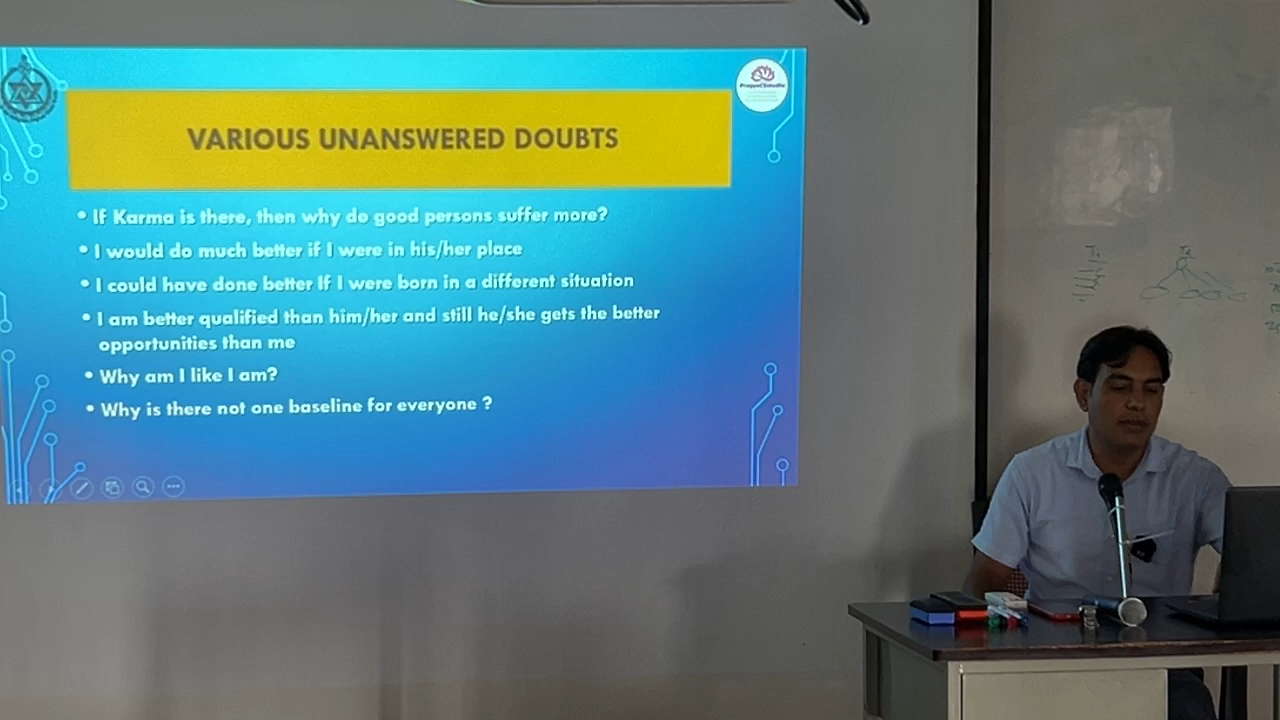 VARIOUS UNANSWERED DOUBTS
• If Karma is there, then why do good persons suffer more?
• I would do much better if I were in his/her place
• I could have done better If I were born in a different situation
• I am better qualified than him/her and still he/she gets the better
opportunities than me
• Why am I like I am?
• Why is there not one baseline for everyone ?